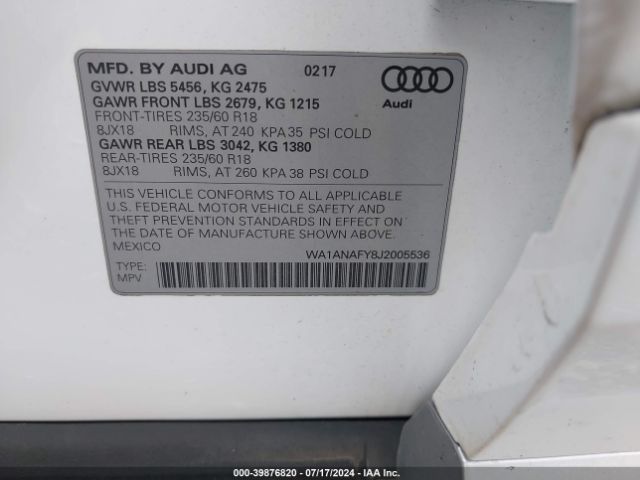 MFD. BY AUDI AG 0217
GVWR LBS 5456, KG 2475
GAWR FRONT LBS 2679, KG 1215
FRONT-TIRES 235/60 R18
8JX18 RIMS, AT 240 KPA 35 PSI COLD
GAWR REAR LBS 3042, KG 1380
REAR-TIRES 235/60 R18
8JX18 RIMS, AT 260 KPA 38 PSI COLD
Audi
THIS VEHICLE CONFORMS TO ALL APPLICABLE
U.S. FEDERAL MOTOR VEHICLE SAFETY AND
THEFT PREVENTION STANDARDS IN EFFECT ON
THE DATE OF MANUFACTURE SHOWN ABOVE.
MEXICO WA1ANAFY8J2005536
TYPE:
MPV
000-39876820 - 07/17/2024 - IAA Inc.